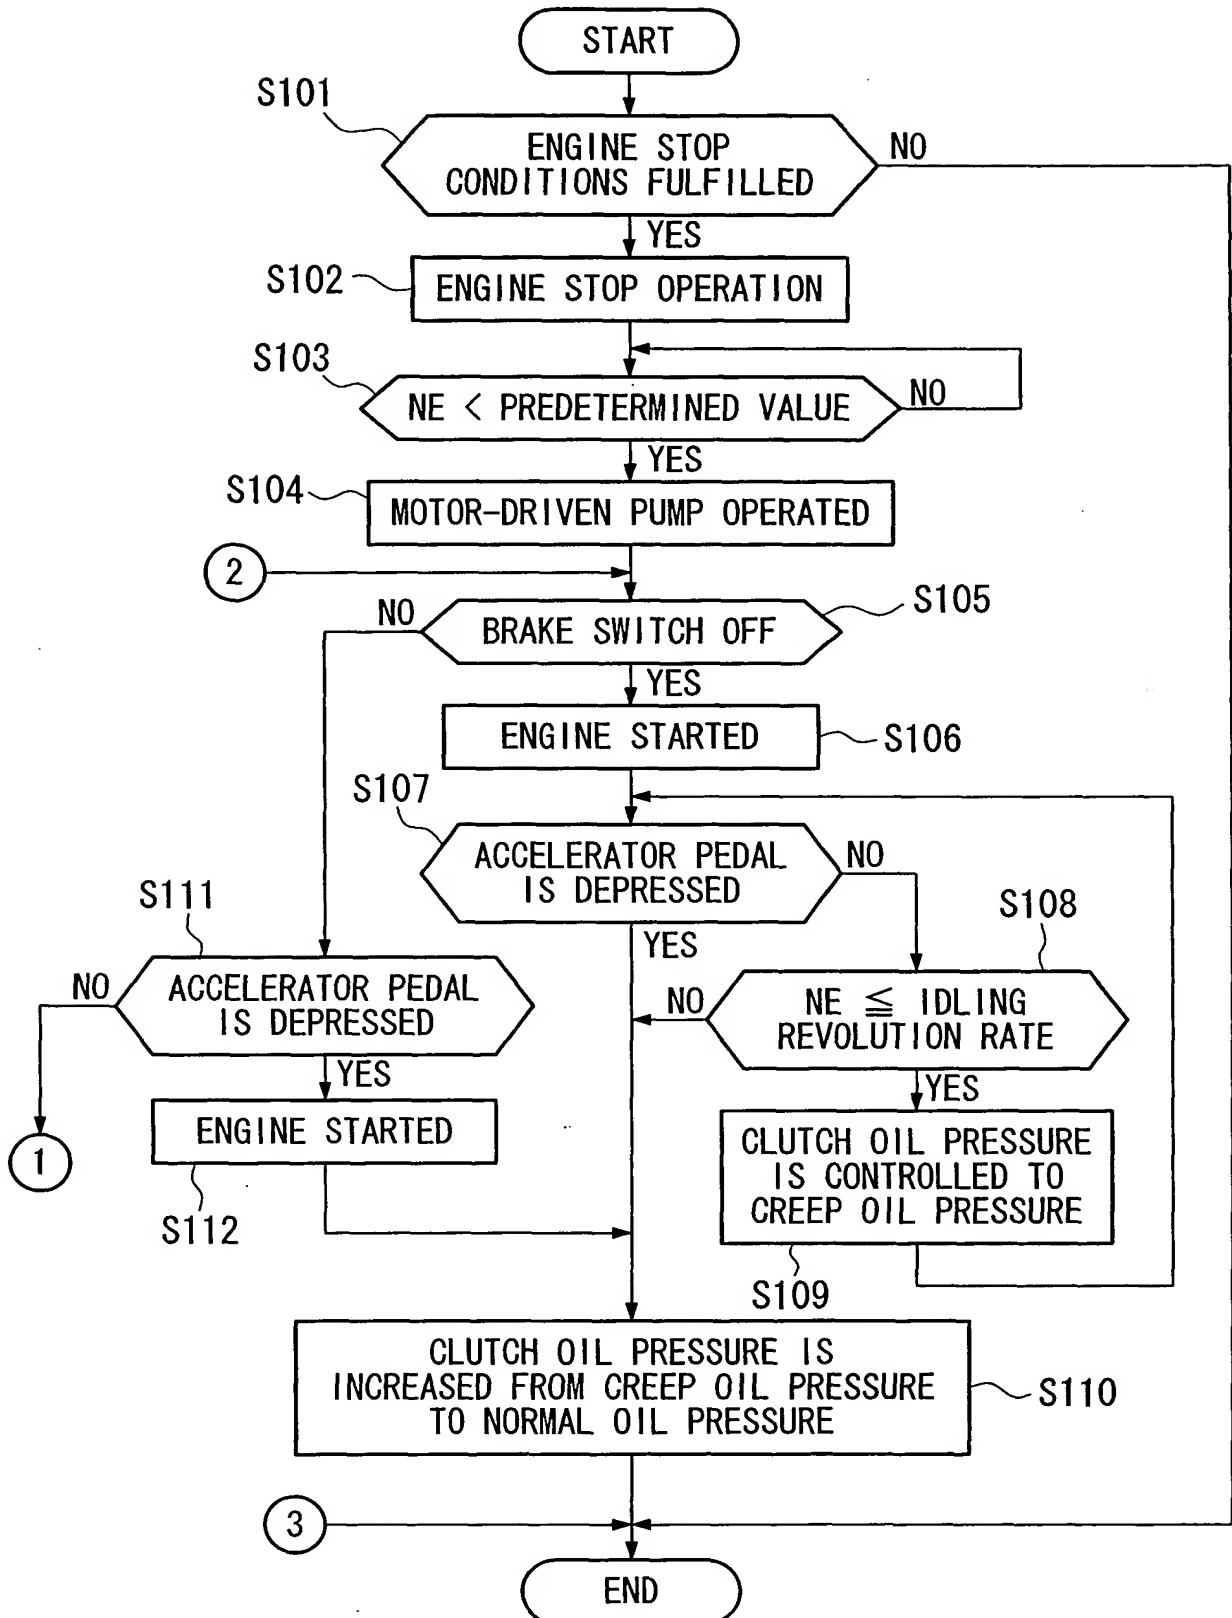 START
S101
ENGINE STOP
CONDITIONS FULFILLED
NO
YES
S102
ENGINE STOP OPERATION
S103
NE < PREDETERMINED VALUE
NO
YES
S104
MOTOR-DRIVEN PUMP OPERATED
2
NO
BRAKE SWITCH OFF
S105
YES
ENGINE STARTED
S106
S107
ACCELERATOR PEDAL
IS DEPRESSED
NO
YES
S111
NO
ACCELERATOR PEDAL
IS DEPRESSED
YES
S108
NO
NE ≦ IDLING
REVOLUTION RATE
YES
1
ENGINE STARTED
S112
CLUTCH OIL PRESSURE
IS CONTROLLED TO
CREEP OIL PRESSURE
S109
CLUTCH OIL PRESSURE IS
INCREASED FROM CREEP OIL PRESSURE
TO NORMAL OIL PRESSURE
S110
3
END